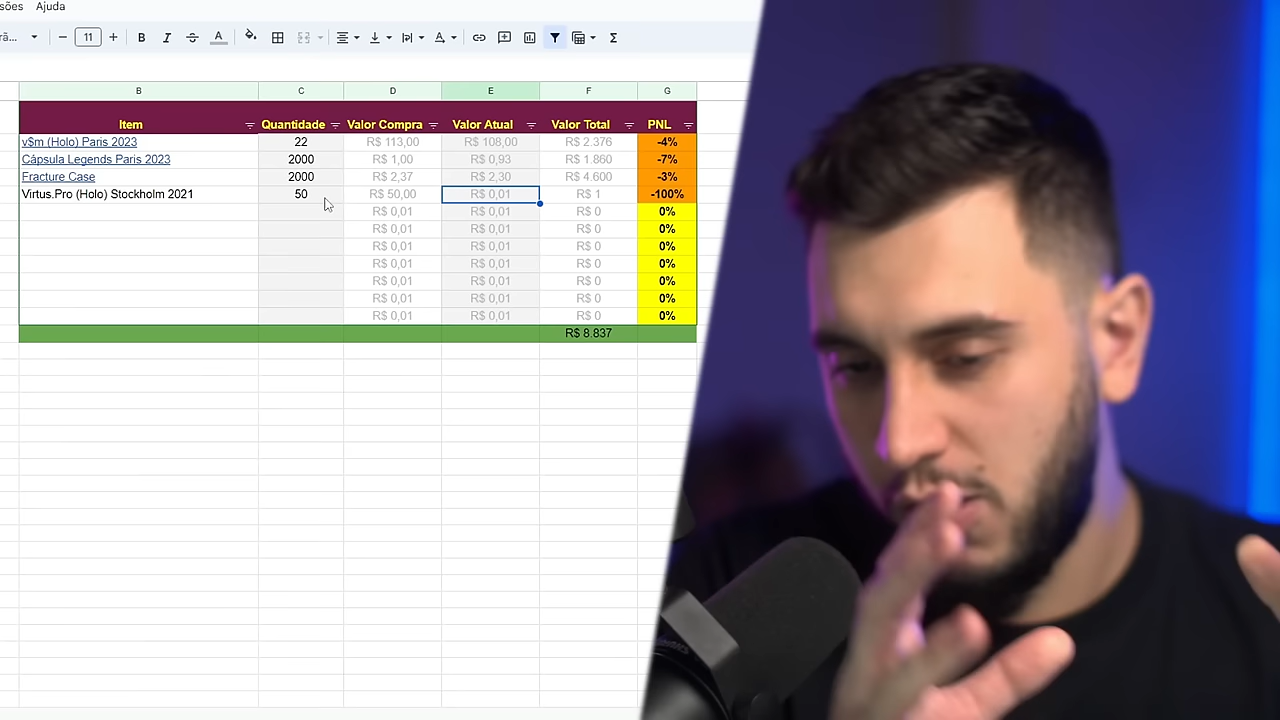 sões Ajuda
rã... 11 B I A A Σ
B C D E F G
Item Quantidade Valor Compra Valor Atual Valor Total PNL
v$m (Holo) Paris 2023 22 R$ 113,00 R$ 108,00 R$ 2.376 -4%
Cápsula Legends Paris 2023 2000 R$ 1,00 R$ 0,93 R$ 1.860 -7%
Fracture Case 2000 R$ 2,37 R$ 2,30 R$ 4.600 -3%
Virtus.Pro (Holo) Stockholm 2021 50 R$ 50,00 R$ 0,01 R$ 1 -100%
R$ 0,01 R$ 0,01 R$ 0 0%
R$ 0,01 R$ 0,01 R$ 0 0%
R$ 0,01 R$ 0,01 R$ 0 0%
R$ 0,01 R$ 0,01 R$ 0 0%
R$ 0,01 R$ 0,01 R$ 0 0%
R$ 0,01 R$ 0,01 R$ 0 0%
R$ 0,01 R$ 0,01 R$ 0 0%
R$ 8.837